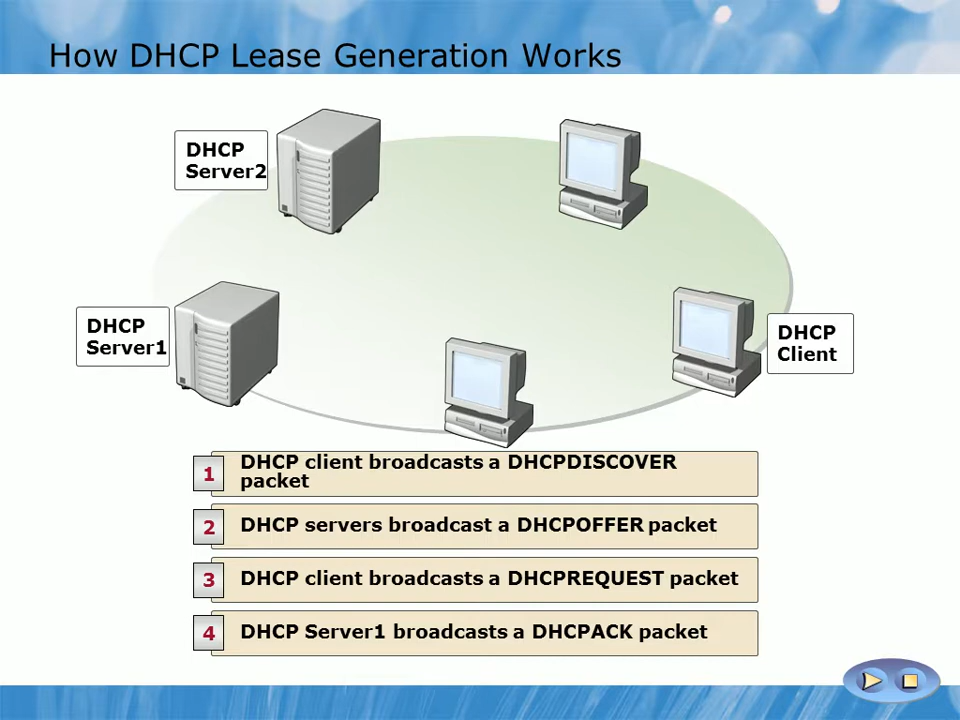 How DHCP Lease Generation Works
DHCP
Server2
DHCP
Server1
DHCP
Client
1
DHCP client broadcasts a DHCPDISCOVER
packet
2
DHCP servers broadcast a DHCPOFFER packet
3
DHCP client broadcasts a DHCPREQUEST packet
4
DHCP Server1 broadcasts a DHCPACK packet